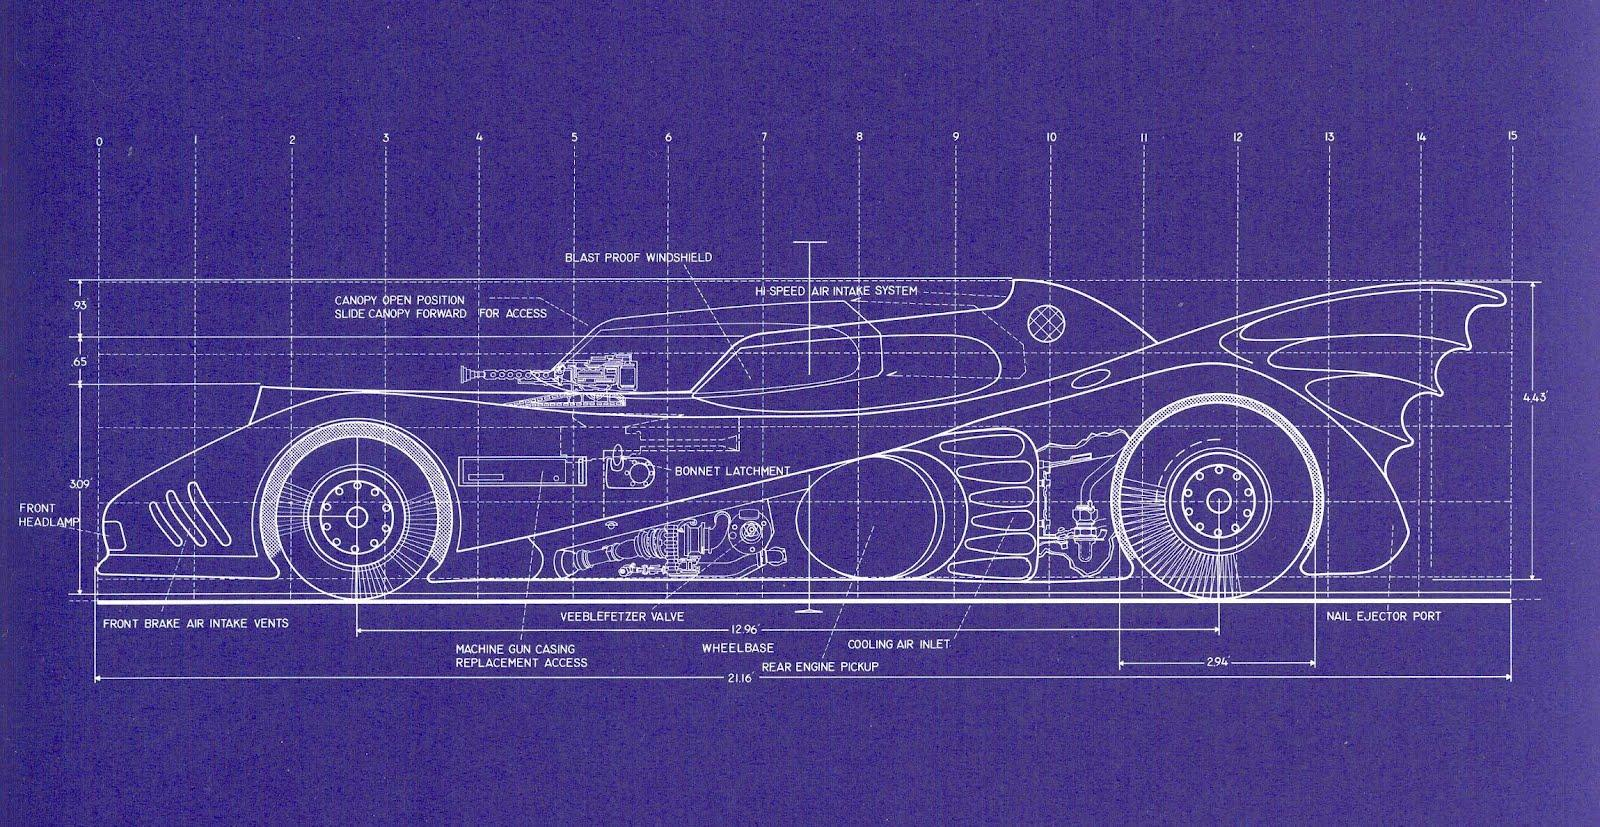 0 1 2 3 4 5 6 7 8 9 10 11 12 13 14 15
BLAST PROOF WINDSHIELD
HI-SPEED AIR INTAKE SYSTEM
CANOPY OPEN POSITION
SLIDE CANOPY FORWARD FOR ACCESS
.93
.65
4.43'
BONNET LATCHMENT
3.09'
FRONT
HEADLAMP
FRONT BRAKE AIR INTAKE VENTS
VEEBLEFETZER VALVE
NAIL EJECTOR PORT
12.96'
MACHINE GUN CASING
REPLACEMENT ACCESS
WHEELBASE
COOLING AIR INLET
REAR ENGINE PICKUP
2.94'
21.16'